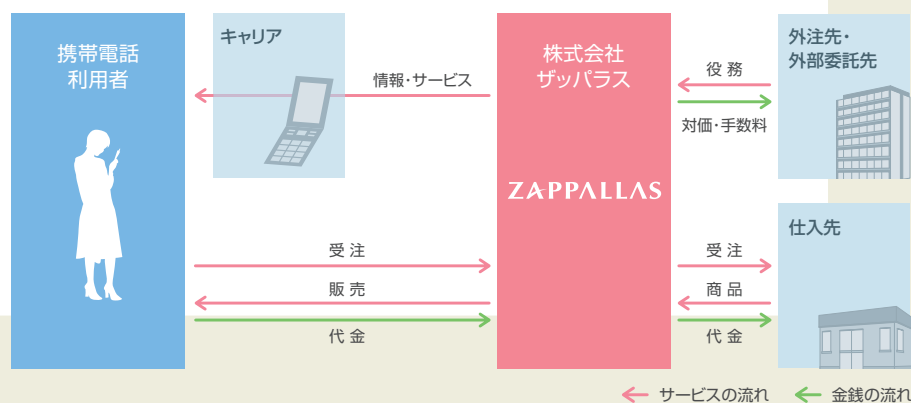 携帯電話
利用者
キャリア
情報・サービス
株式会社
ザッパラス
ZAPPALLAS
役務
対価・手数料
外注先・
外部委託先
受注
販売
代金
受注
商品
代金
仕入先
サービスの流れ
金銭の流れ